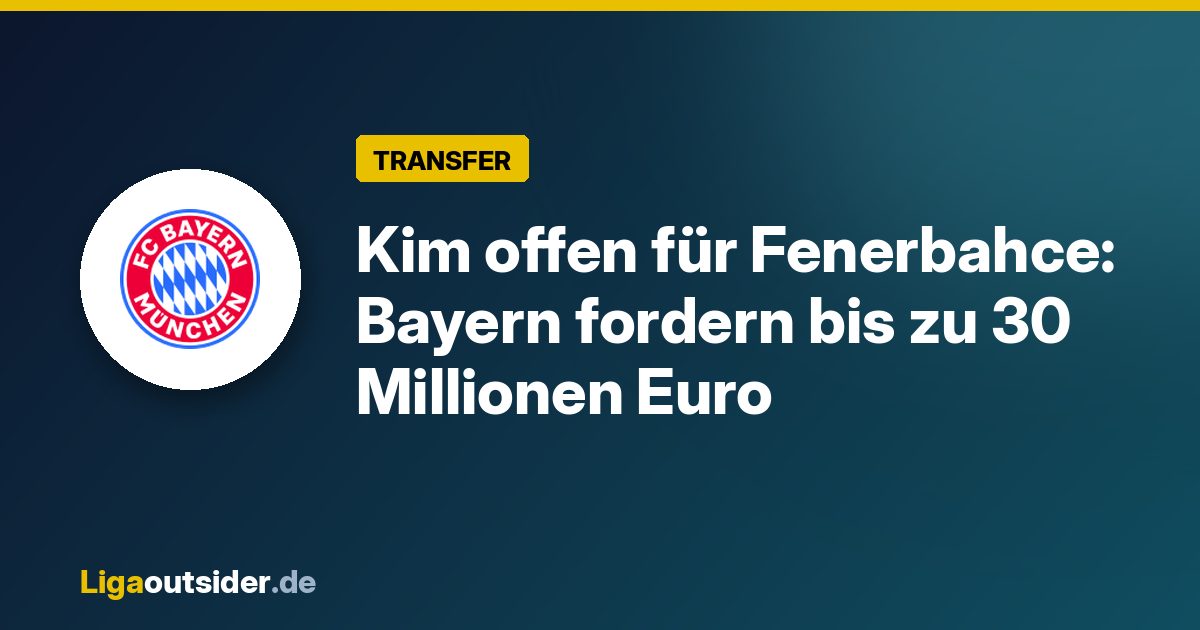 FC BAYERN
MÜNCHEN
TRANSFER
Kim offen für Fenerbahce:
Bayern fordern bis zu 30
Millionen Euro
Ligaoutsider.de